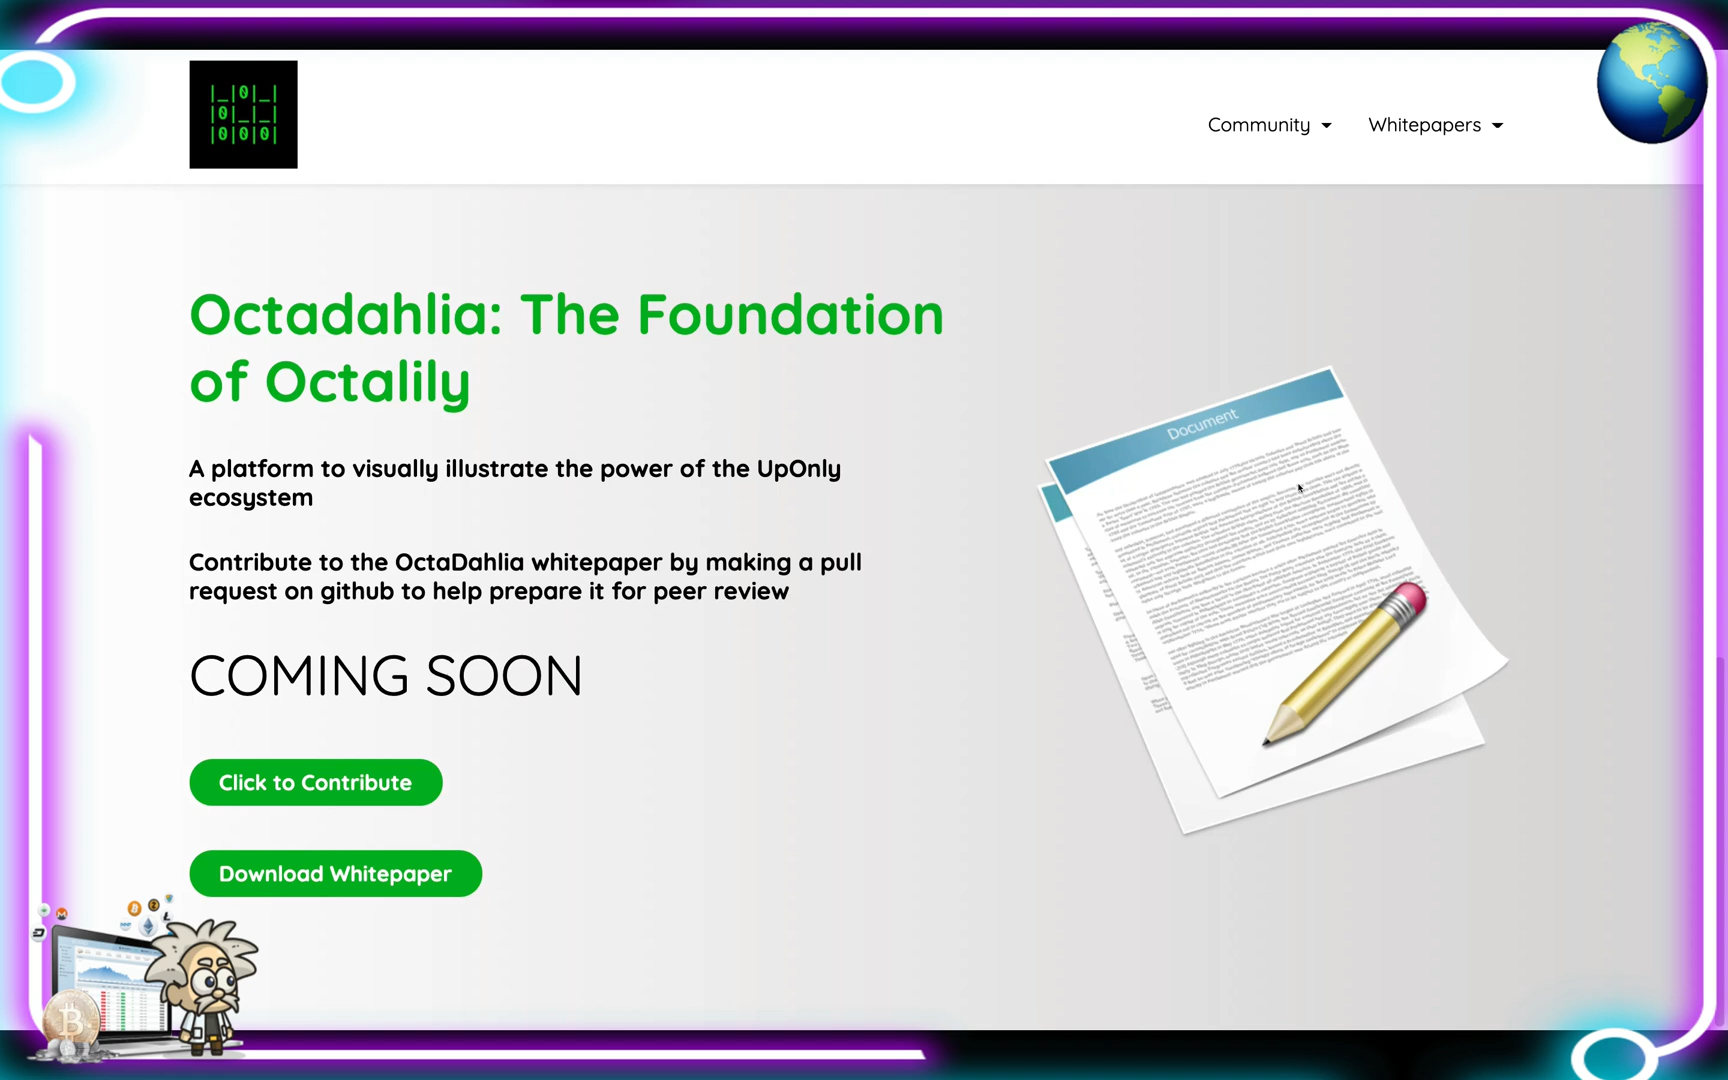 |_|0|_|
|0|_|_|
|0|0|0|
Community
Whitepapers
Octadahlia: The Foundation
of Octalily
A platform to visually illustrate the power of the UpOnly
ecosystem
Contribute to the OctaDahlia whitepaper by making a pull
request on github to help prepare it for peer review
COMING SOON
Click to Contribute
Download Whitepaper
Document